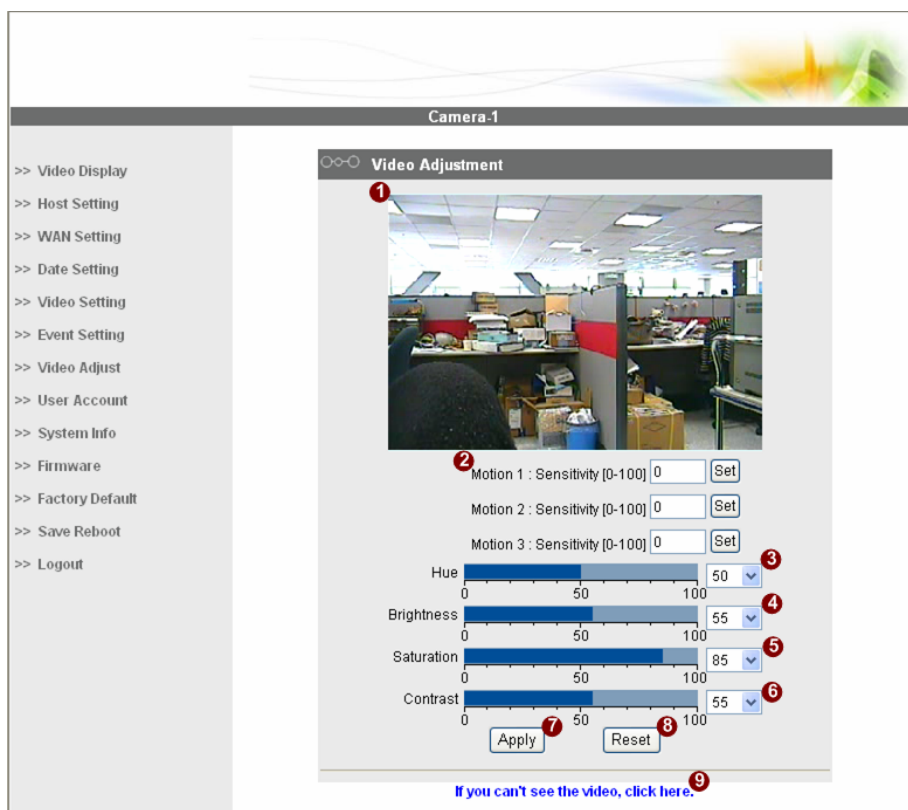 Camera-1
>> Video Display
>> Host Setting
>> WAN Setting
>> Date Setting
>> Video Setting
>> Event Setting
>> Video Adjust
>> User Account
>> System Info
>> Firmware
>> Factory Default
>> Save Reboot
>> Logout
Video Adjustment
1
2
Motion 1 : Sensitivity [0-100] 0 Set
Motion 2 : Sensitivity [0-100] 0 Set
Motion 3 : Sensitivity [0-100] 0 Set
3
Hue 50
0 50 100
4
Brightness 55
0 50 100
5
Saturation 85
0 50 100
6
Contrast 55
0 50 100
Apply 7 Reset 8
If you can't see the video, click here. 9